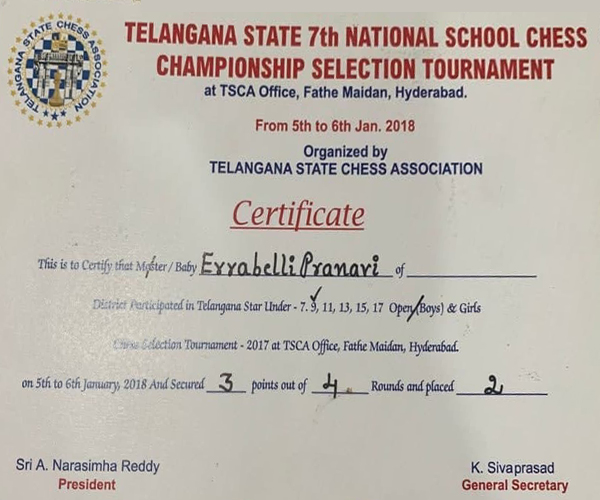 TELANGANA STATE CHESS ASSOCIATION
TELANGANA STATE 7th NATIONAL SCHOOL CHESS
CHAMPIONSHIP SELECTION TOURNAMENT
at TSCA Office, Fathe Maidan, Hyderabad.
From 5th to 6th Jan. 2018
Organized by
TELANGANA STATE CHESS ASSOCIATION
Certificate
This is to Certify that Master / Baby Errabelli Pranavi of
District Participated in Telangana Star Under - 7, 9, 11, 13, 15, 17 Open (Boys) & Girls
Chess Selection Tournament - 2017 at TSCA Office, Fathe Maidan, Hyderabad.
on 5th to 6th January, 2018 And Secured 3 points out of 4 Rounds and placed 2
Sri A. Narasimha Reddy
President
K. Sivaprasad
General Secretary